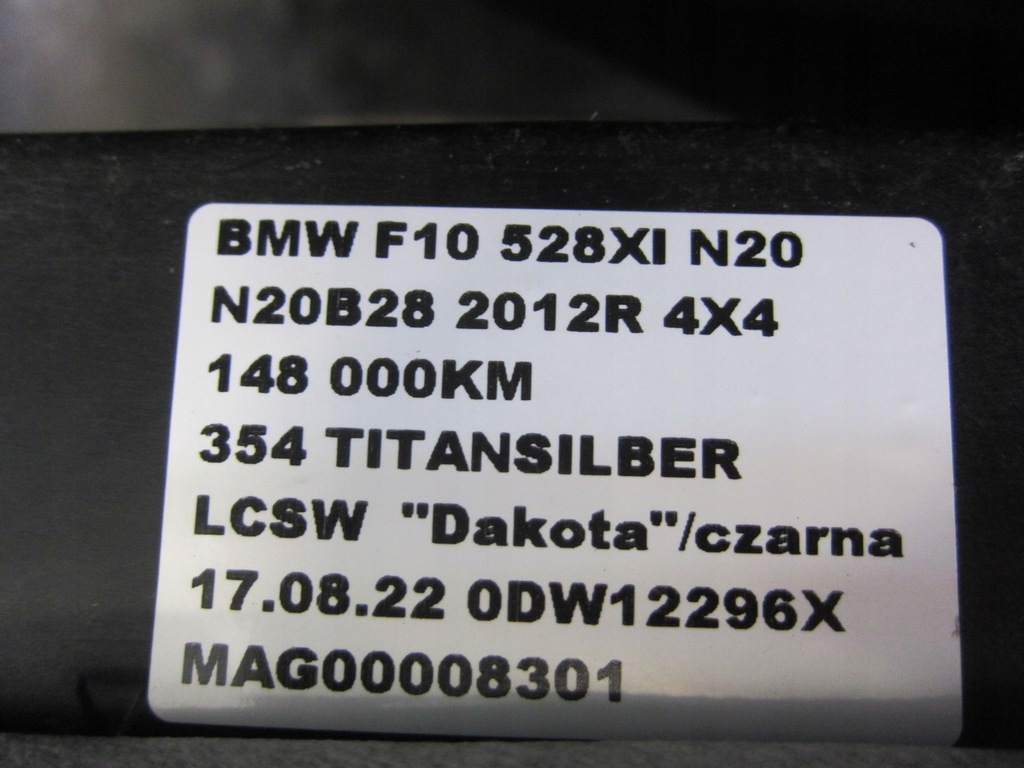 BMW F10 528XI N20
N20B28 2012R 4X4
148 000KM
354 TITANSILBER
LCSW "Dakota"/czarna
17.08.22 0DW12296X
MAG00008301